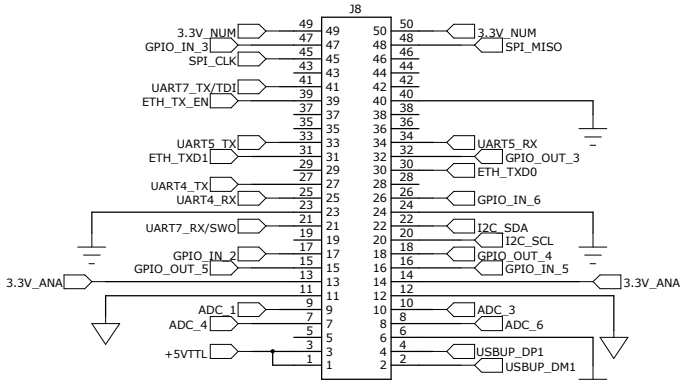 J8
3.3V_NUM 49 49 50 50 3.3V_NUM
GPIO_IN_3 47 47 48 48 SPI_MISO
SPI_CLK 45 45 46 46
43 43 44 44
UART7_TX/TDI 41 41 42 42
ETH_TX_EN 39 39 40 40
37 37 38 38
35 35 36 36
UART5_TX 33 33 34 34 UART5_RX
ETH_TXD1 31 31 32 32 GPIO_OUT_3
29 29 30 30 ETH_TXD0
UART4_TX 27 27 28 28
UART4_RX 25 25 26 26 GPIO_IN_6
23 23 24 24
UART7_RX/SWO 21 21 22 22 I2C_SDA
19 19 20 20 I2C_SCL
GPIO_IN_2 17 17 18 18 GPIO_OUT_4
GPIO_OUT_5 15 15 16 16 GPIO_IN_5
3.3V_ANA 13 13 14 14 3.3V_ANA
11 11 12 12
ADC_1 9 9 10 10 ADC_3
ADC_4 7 7 8 8 ADC_6
5 5 6 6
+5VTTL 3 3 4 4 USBUP_DP1
1 1 2 2 USBUP_DM1